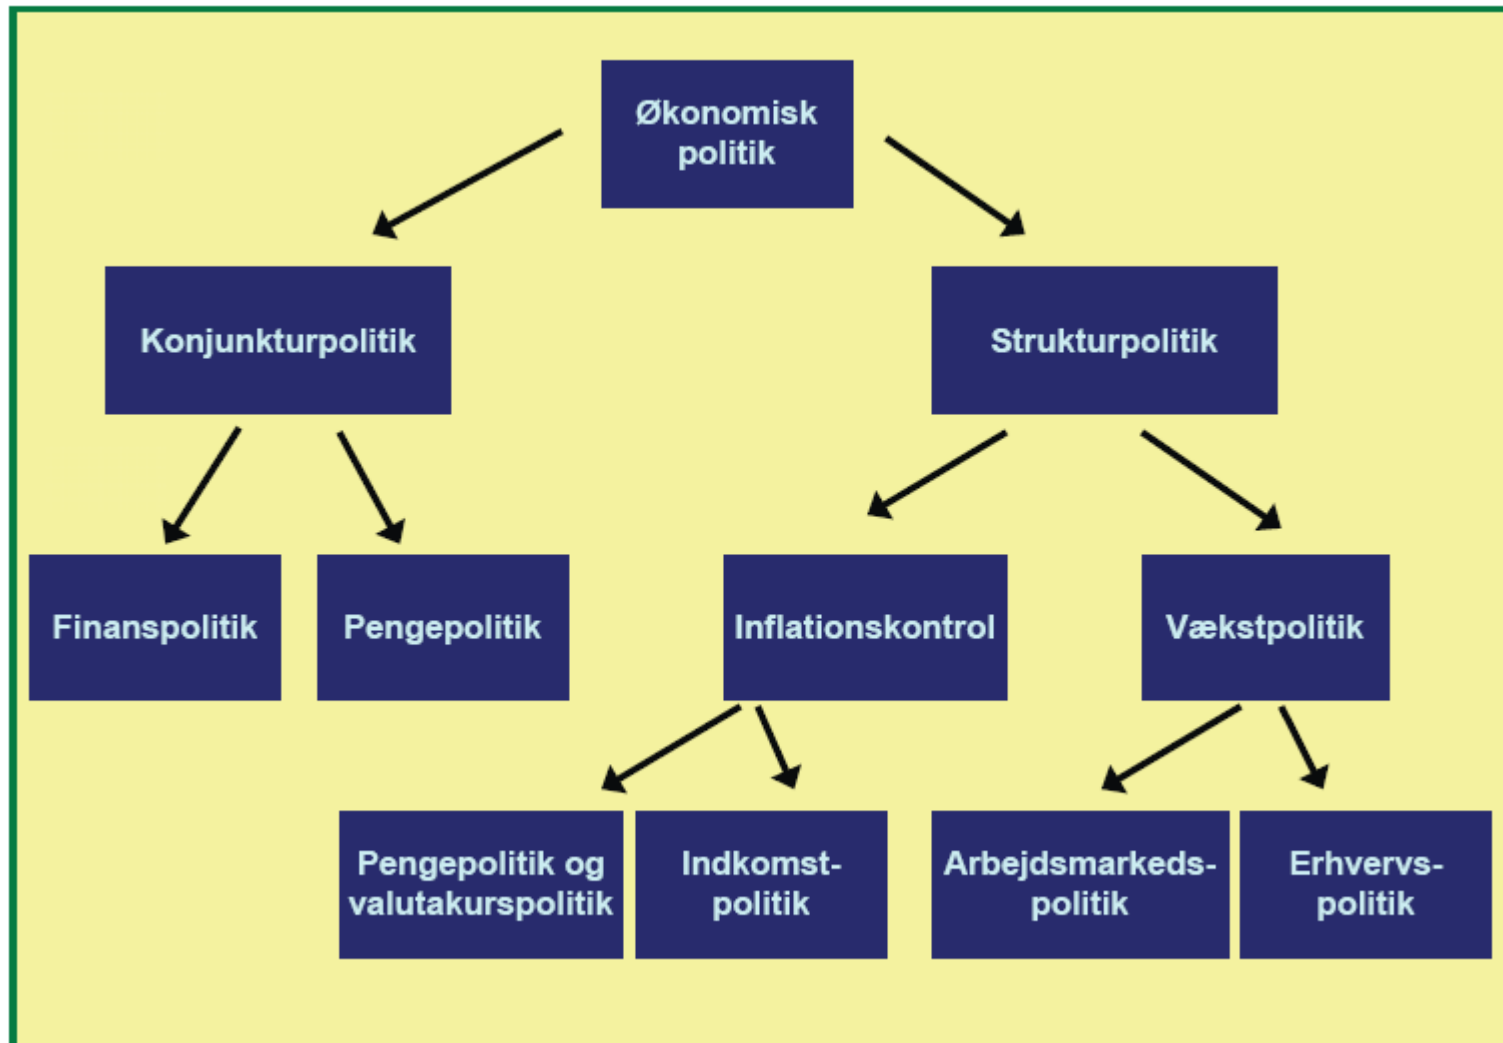 Økonomisk
politik
Konjunkturpolitik
Strukturpolitik
Finanspolitik
Pengepolitik
Inflationskontrol
Vækstpolitik
Pengepolitik og
valutakurspolitik
Indkomst-
politik
Arbejdsmarkeds-
politik
Erhvervs-
politik